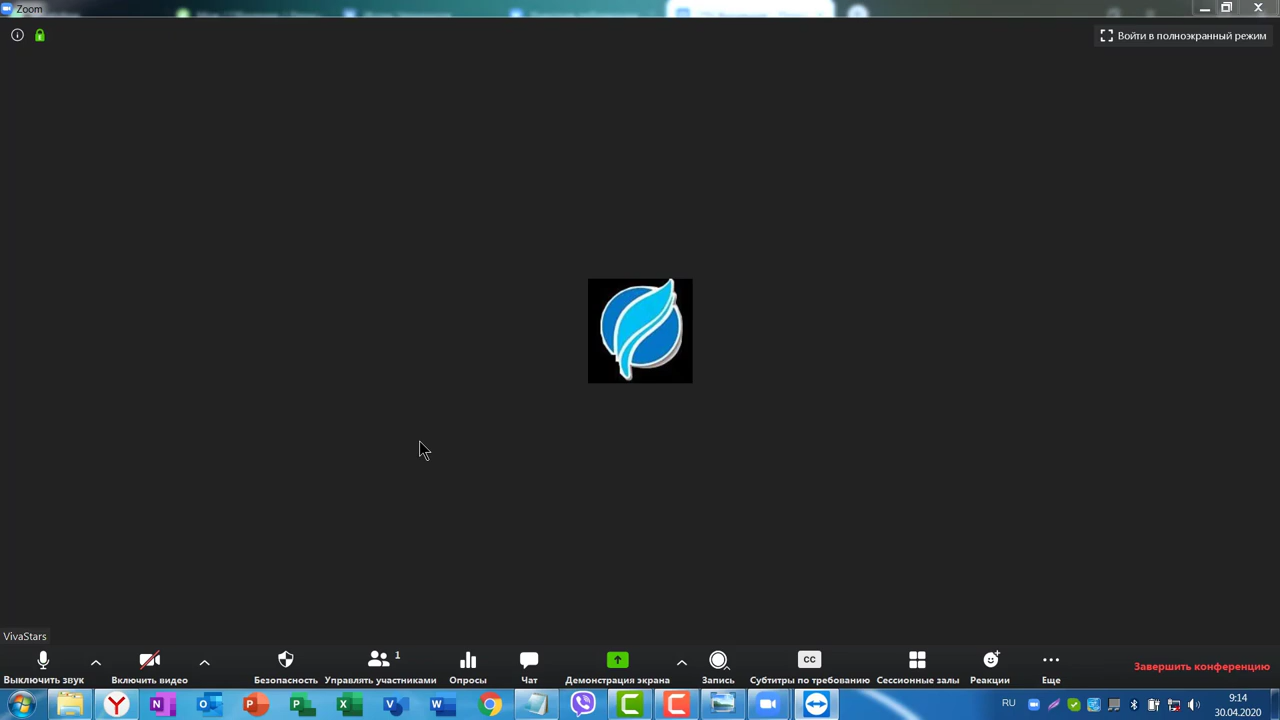 Zoom
Войти в полноэкранный режим
VivaStars
1
CC
Выключить звук
Включить видео
Безопасность
Управлять участниками
Опросы
Чат
Демонстрация экрана
Запись
Субтитры по требованию
Сессионные залы
Реакции
Еще
Завершить конференцию
RU
9:14
30.04.2020